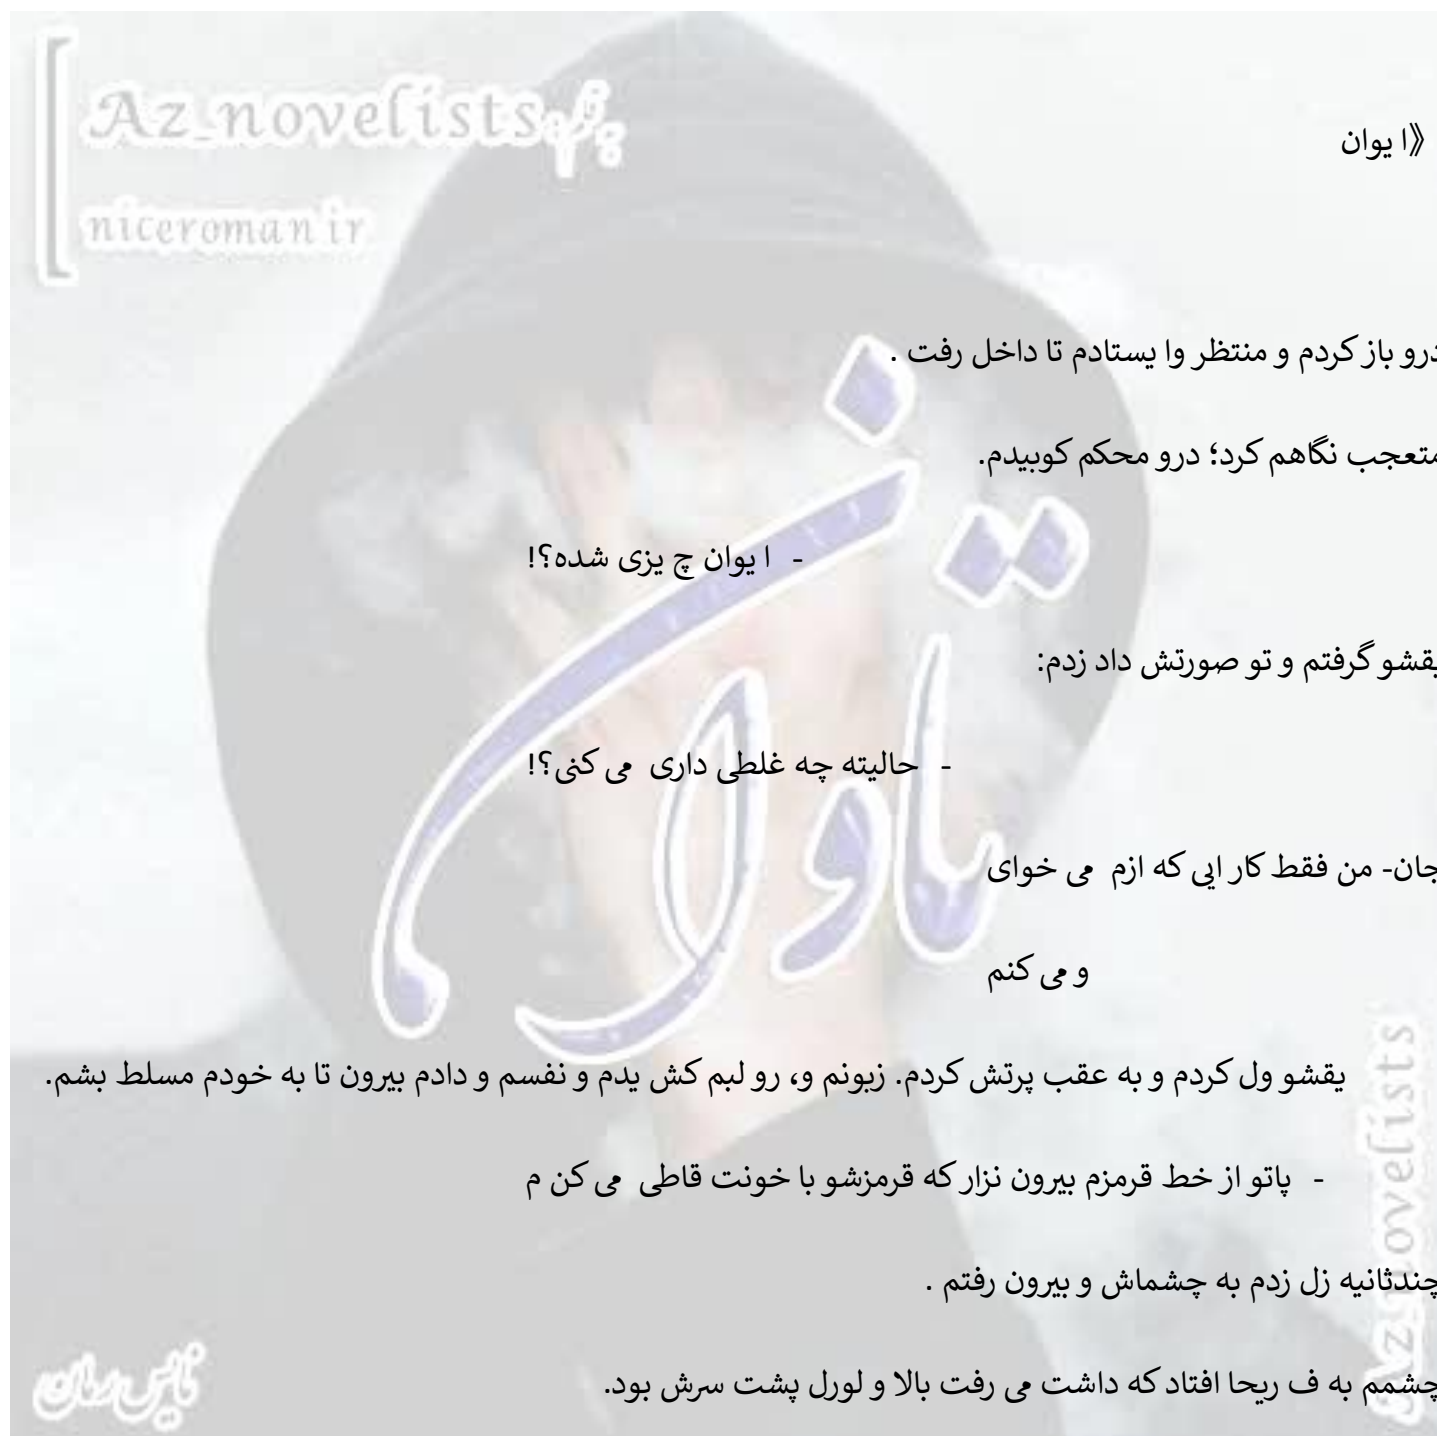 Az_novelists
niceroman.ir
》ا یوان
درو باز کردم و منتظر وا یستادم تا داخل رفت .
متعجب نگاهم کرد؛ درو محکم کوبیدم.
- ا یوان چ یزی شده؟!
یقشو گرفتم و تو صورتش داد زدم:
- حالیته چه غلطی داری می کنی؟!
جان- من فقط کار ایی که ازم می خوای
و می کنم
یقشو ول کردم و به عقب پرتش کردم. زبونم و، رو لبم کش یدم و نفسم و دادم بیرون تا به خودم مسلط بشم.
- پاتو از خط قرمزم بیرون نزار که قرمزشو با خونت قاطی می کن م
چندثانیه زل زدم به چشماش و بیرون رفتم .
چشمم به ف ریحا افتاد که داشت می رفت بالا و لورل پشت سرش بود.
تاوان
Az_novelists
نایس رمان